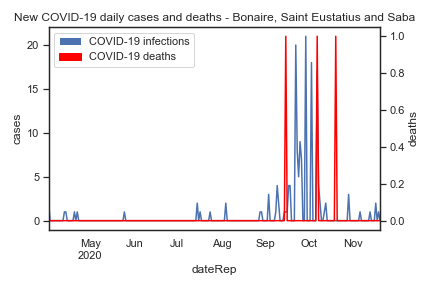 New COVID-19 daily cases and deaths - Bonaire, Saint Eustatius and Saba
COVID-19 infections
COVID-19 deaths
20
15
10
5
0
cases
1.0
0.8
0.6
0.4
0.2
0.0
deaths
May Jun Jul Aug Sep Oct Nov
2020
dateRep